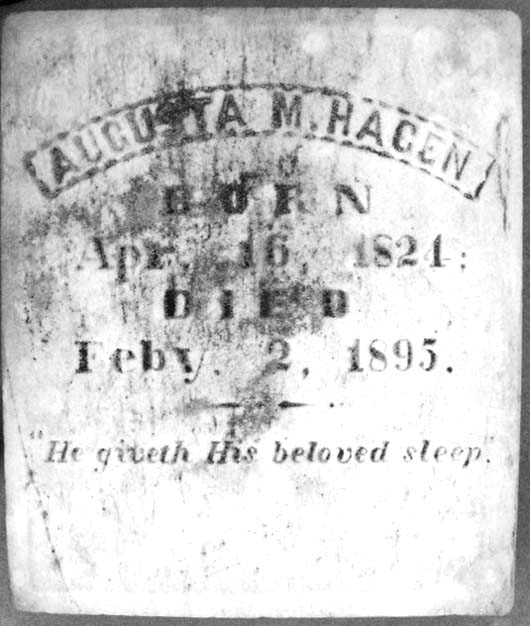 AUGUSTA M. HAGEN
BORN
Apr. 16, 1824;
DIED
Feby. 2, 1895.
"He giveth His beloved sleep."